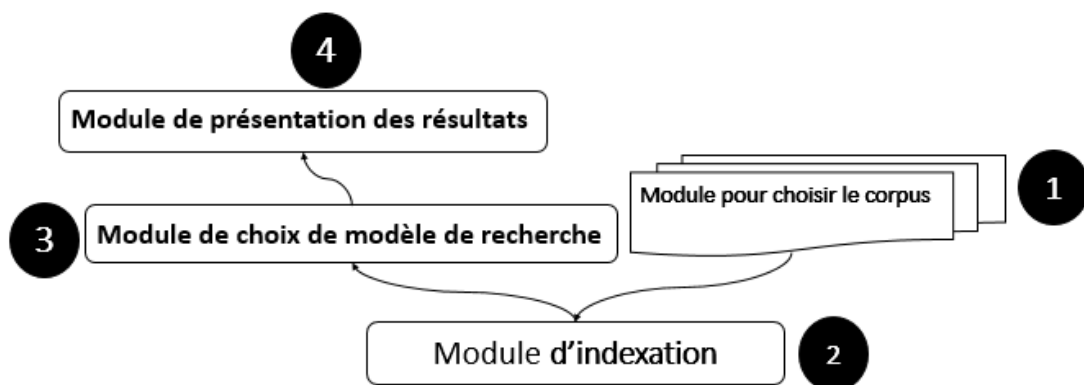 4
Module de présentation des résultats
Module pour choisir le corpus
1
3
Module de choix de modèle de recherche
Module d'indexation
2